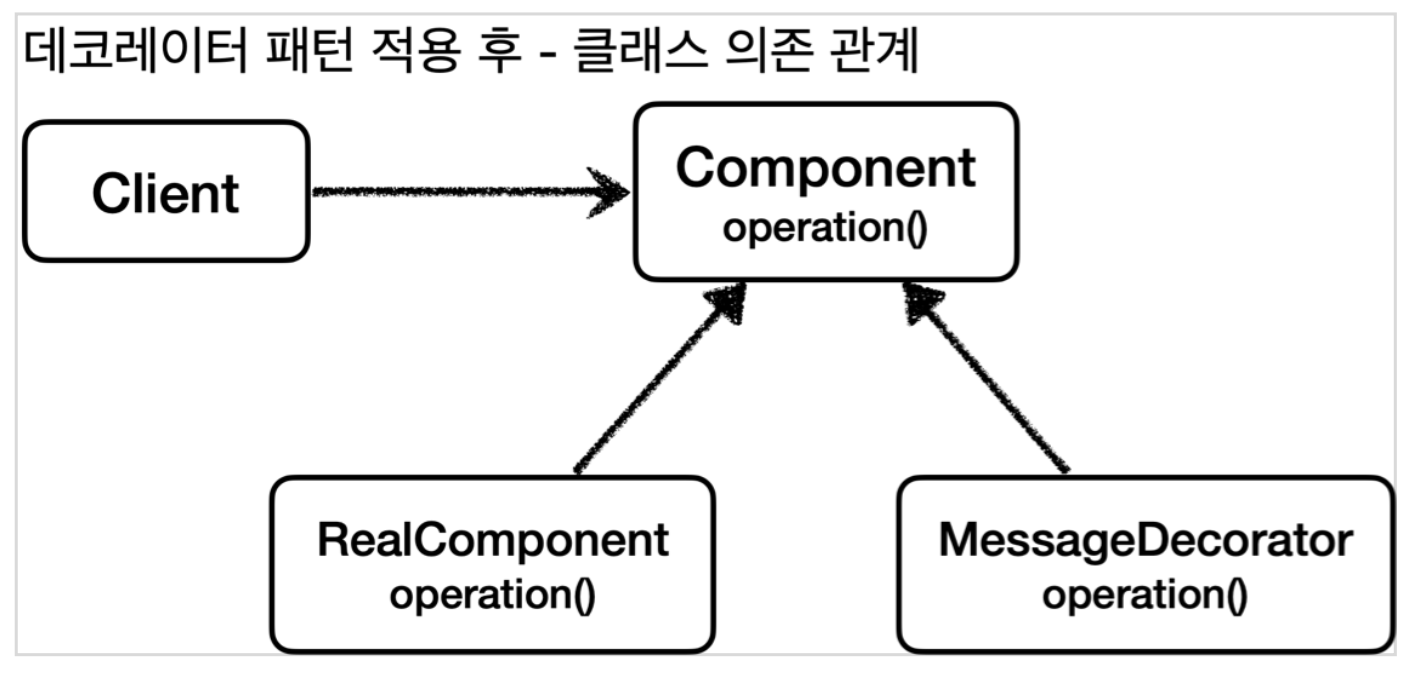 데코레이터 패턴 적용 후 - 클래스 의존 관계
Client
Component
operation()
RealComponent
operation()
MessageDecorator
operation()